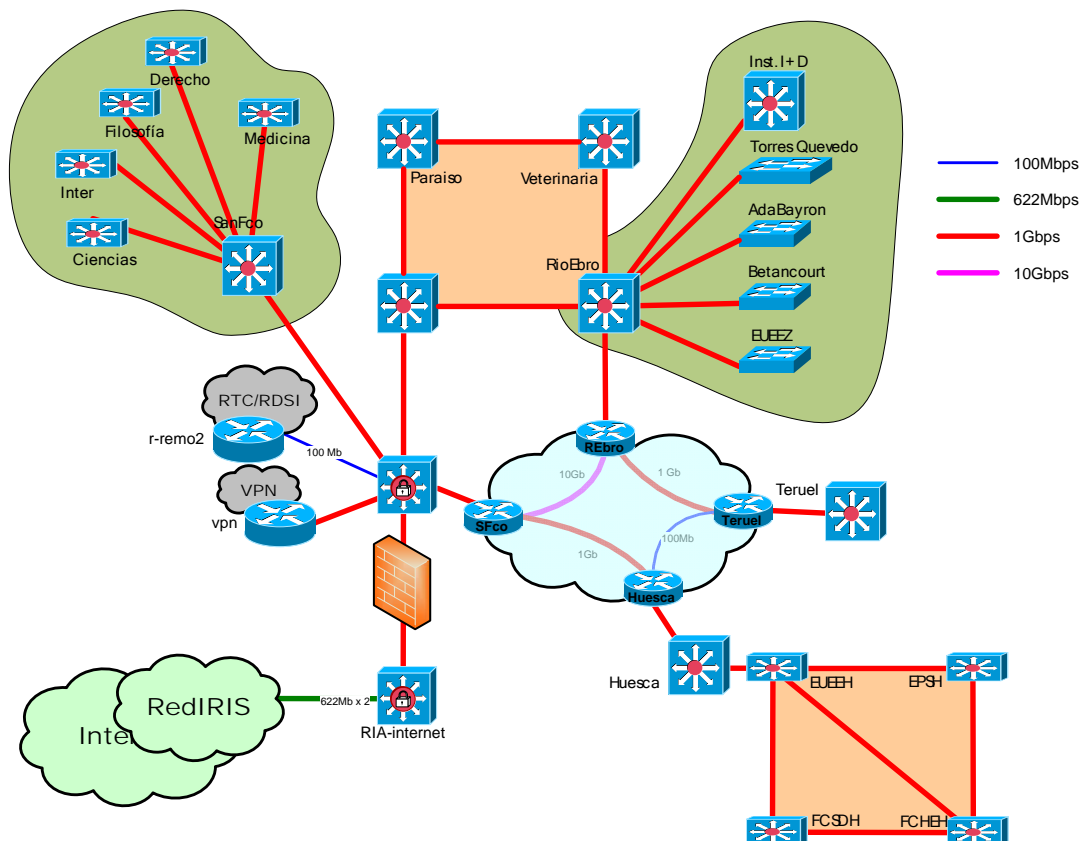 Derecho
Filosofía
Medicina
Inter
SanFco
Ciencias
Paraiso
Veterinaria
RioEbro
Inst. I+D
Torres Quevedo
AdaBayron
Betancourt
EUEEZ
100Mbps
622Mbps
1Gbps
10Gbps
RTC/RDSI
r-remo2
100 Mb
VPN
vpn
REbro
10Gb
1 Gb
SFco
Teruel
Teruel
100Mb
1Gb
Huesca
Huesca
EUEEH
EPSH
FCSDH
FCHEH
RedIRIS
Inter
622Mb x 2
RIA-internet